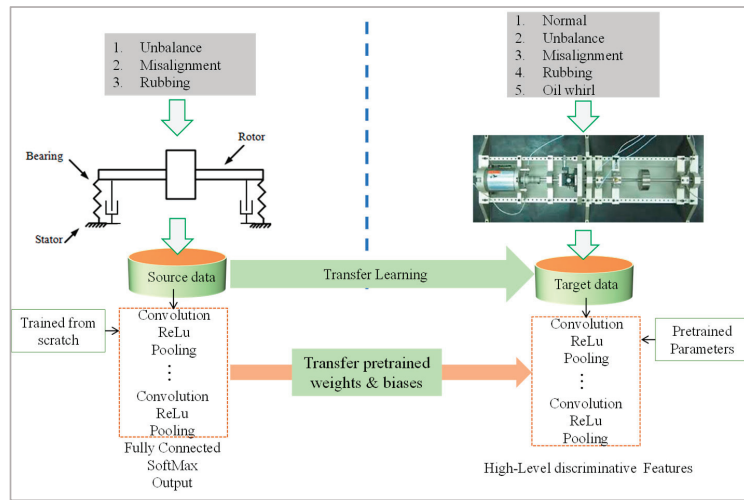 1. Unbalance
2. Misalignment
3. Rubbing
Bearing
Rotor
Stator
Source data
Trained from
scratch
Convolution
ReLu
Pooling
⋮
Convolution
ReLu
Pooling
Fully Connected
SoftMax
Output
Transfer Learning
Transfer pretrained
weights & biases
1. Normal
2. Unbalance
3. Misalignment
4. Rubbing
5. Oil whirl
Target data
Convolution
ReLu
Pooling
⋮
Convolution
ReLu
Pooling
Pretrained
Parameters
High-Level discriminative Features